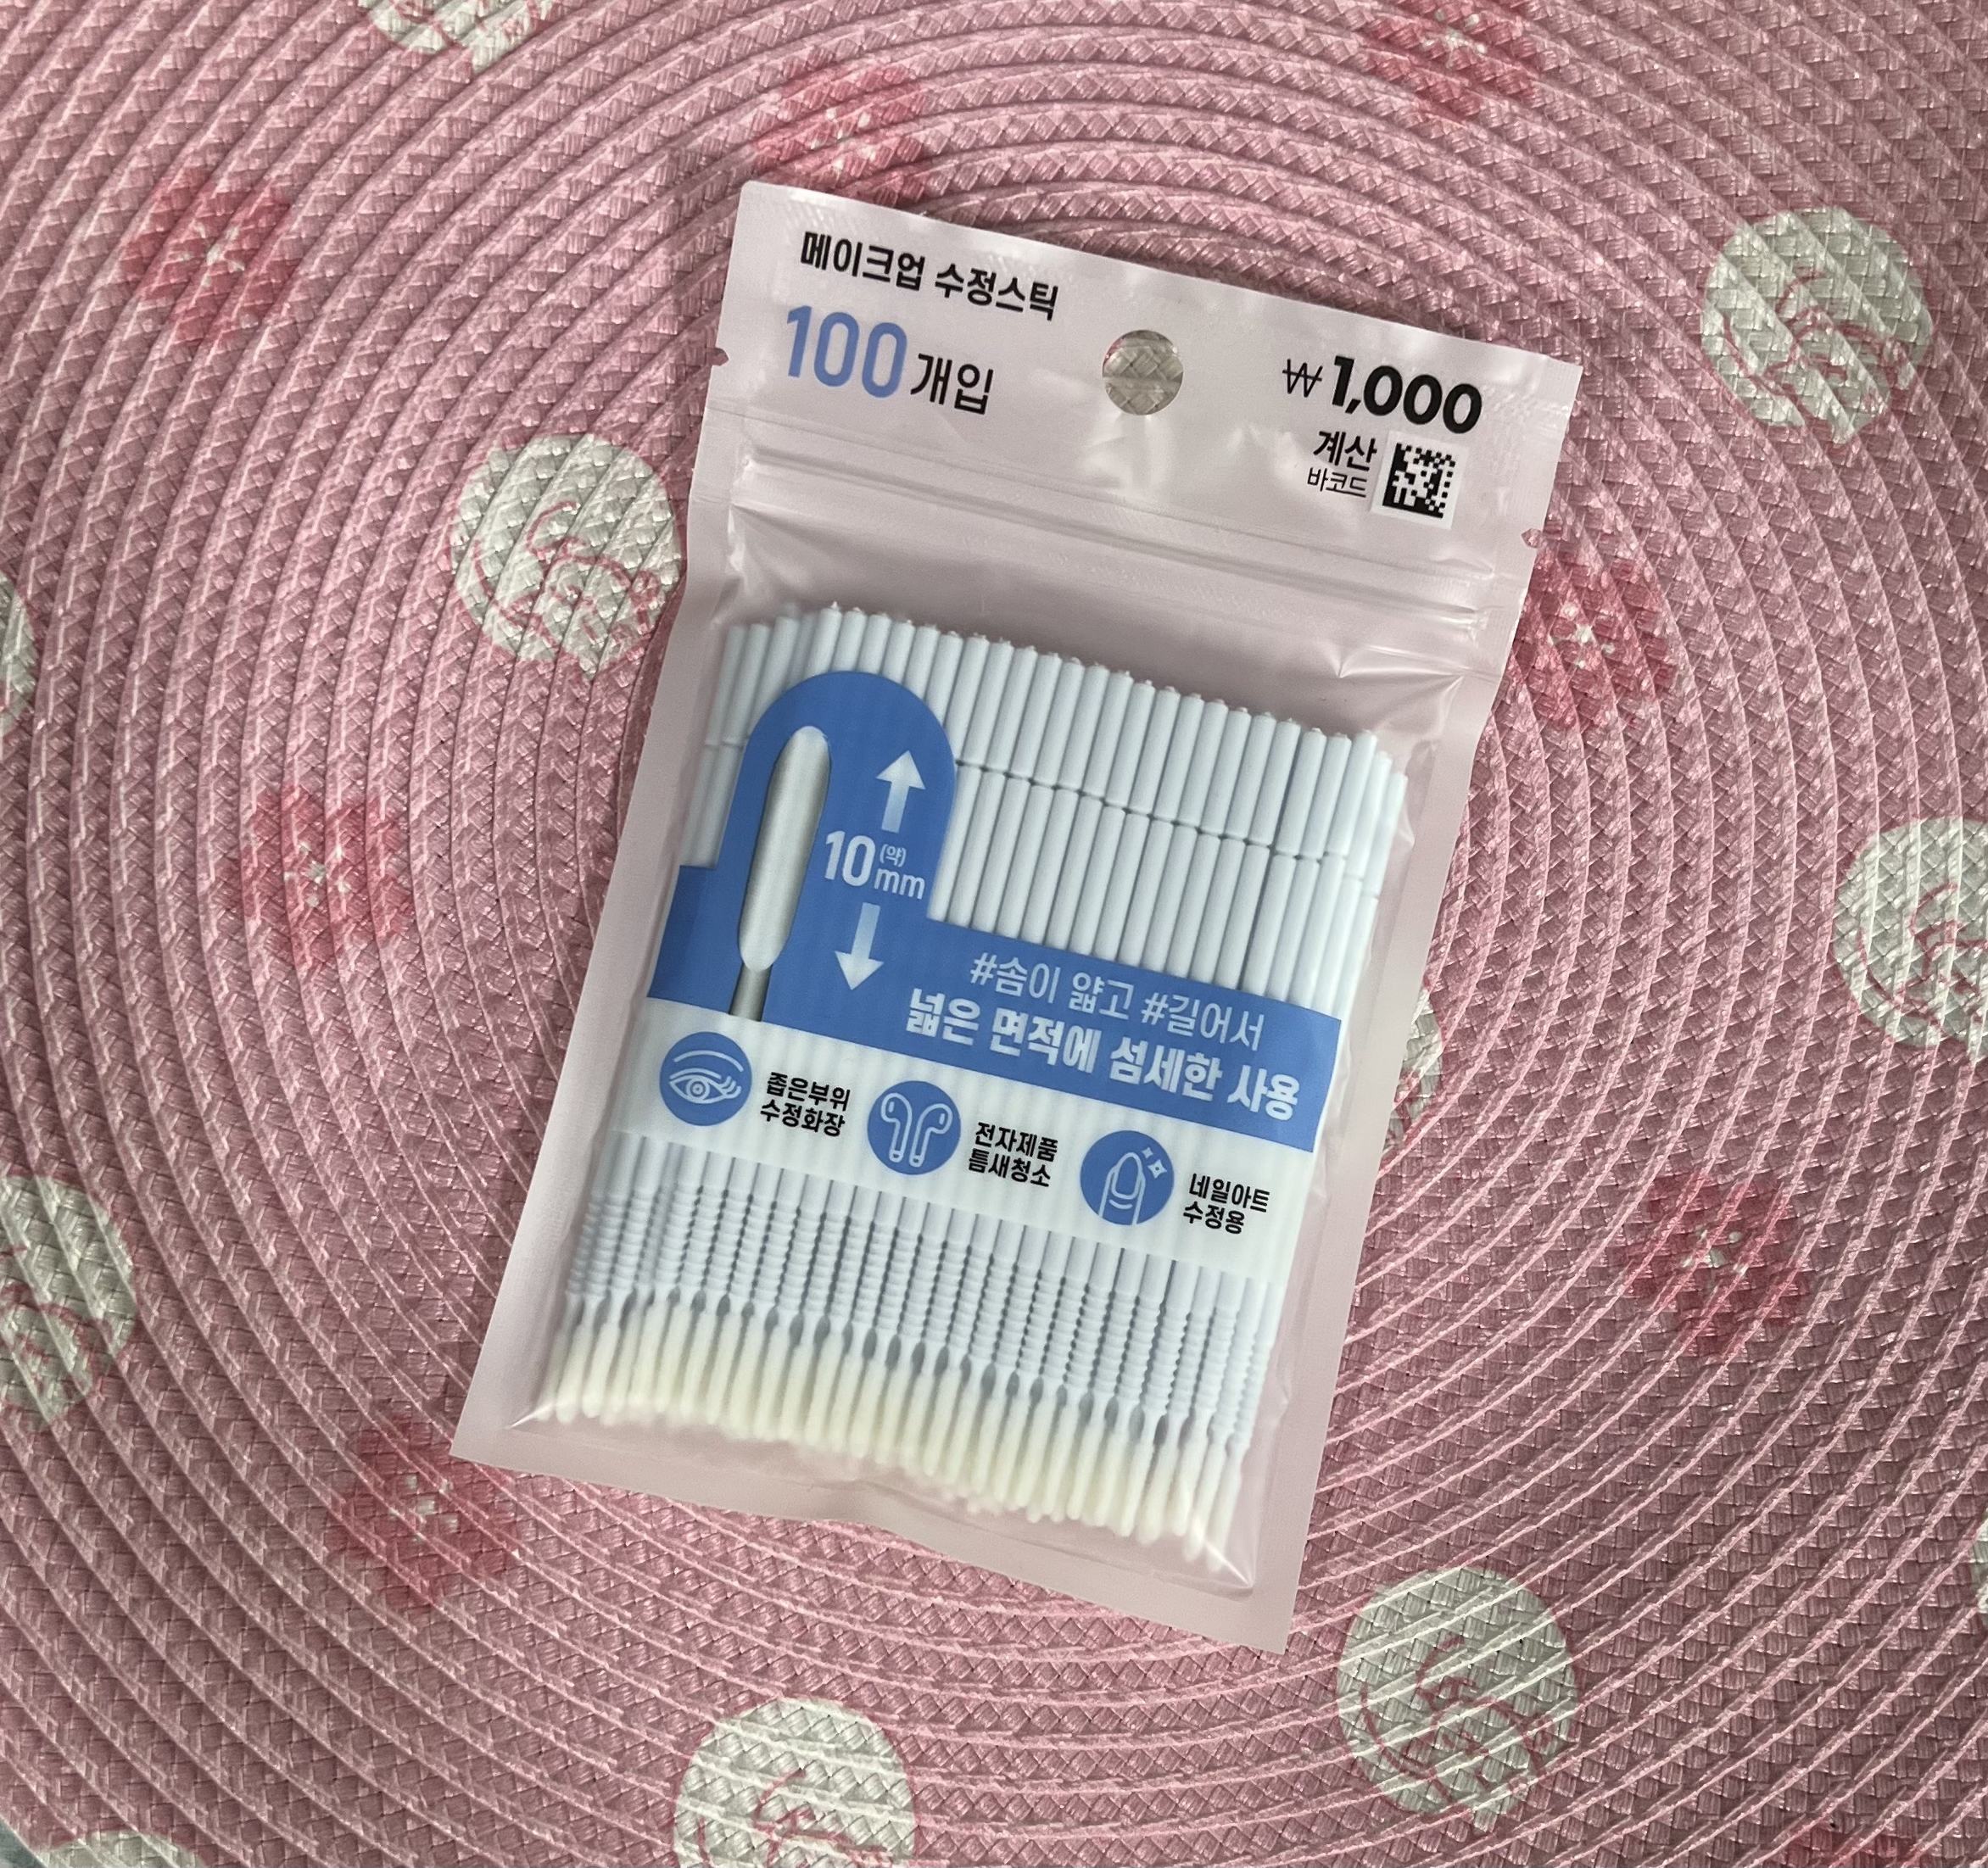 메이크업 수정스틱
100개입
₩1,000
계산
바코드
10(약)mm
#솜이 얇고 #길어서
넓은 면적에 섬세한 사용
좁은부위
수정화장
전자제품
틈새청소
네일아트
수정용